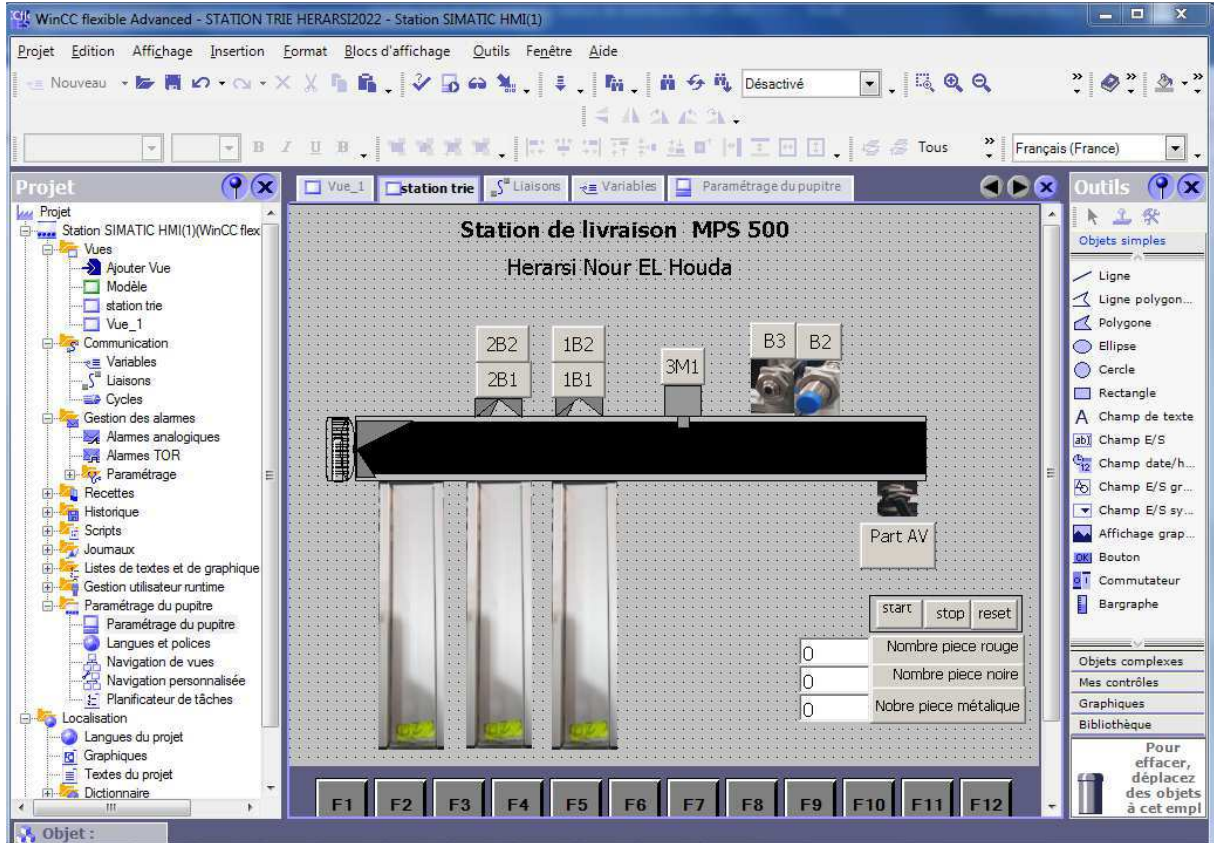 WinCC flexible Advanced - STATION TRIE HERARSI2022 - Station SIMATIC HMI(1)
Projet Edition Affichage Insertion Format Blocs d'affichage Outils Fenêtre Aide
Nouveau Désactivé
B I U B Tous Français (France)
Projet
Vue_1 station trie Liaisons Variables Paramétrage du pupitre
Outils
Projet
Station SIMATIC HMI(1)(WinCC flex
Vues
Ajouter Vue
Modèle
station trie
Vue_1
Communication
Variables
Liaisons
Cycles
Gestion des alarmes
Alarmes analogiques
Alarmes TOR
Paramétrage
Recettes
Historique
Scripts
Journaux
Listes de textes et de graphique
Gestion utilisateur runtime
Paramétrage du pupitre
Paramétrage du pupitre
Langues et polices
Navigation de vues
Navigation personnalisée
Planificateur de tâches
Localisation
Langues du projet
Graphiques
Textes du projet
Dictionnaire
Station de livraison MPS 500
Herarsi Nour EL Houda
2B2 1B2 B3 B2
2B1 1B1 3M1
Part AV
start stop reset
0 Nombre piece rouge
0 Nombre piece noire
0 Nobre piece métalique
F1 F2 F3 F4 F5 F6 F7 F8 F9 F10 F11 F12
Objets simples
Ligne
Ligne polygon...
Polygone
Ellipse
Cercle
Rectangle
A Champ de texte
Champ E/S
Champ date/h...
Champ E/S gr...
Champ E/S sy...
Affichage grap...
OK Bouton
Commutateur
Bargraphe
Objets complexes
Mes contrôles
Graphiques
Bibliothèque
Pour
effacer,
déplacez
des objets
à cet empl
Objet :